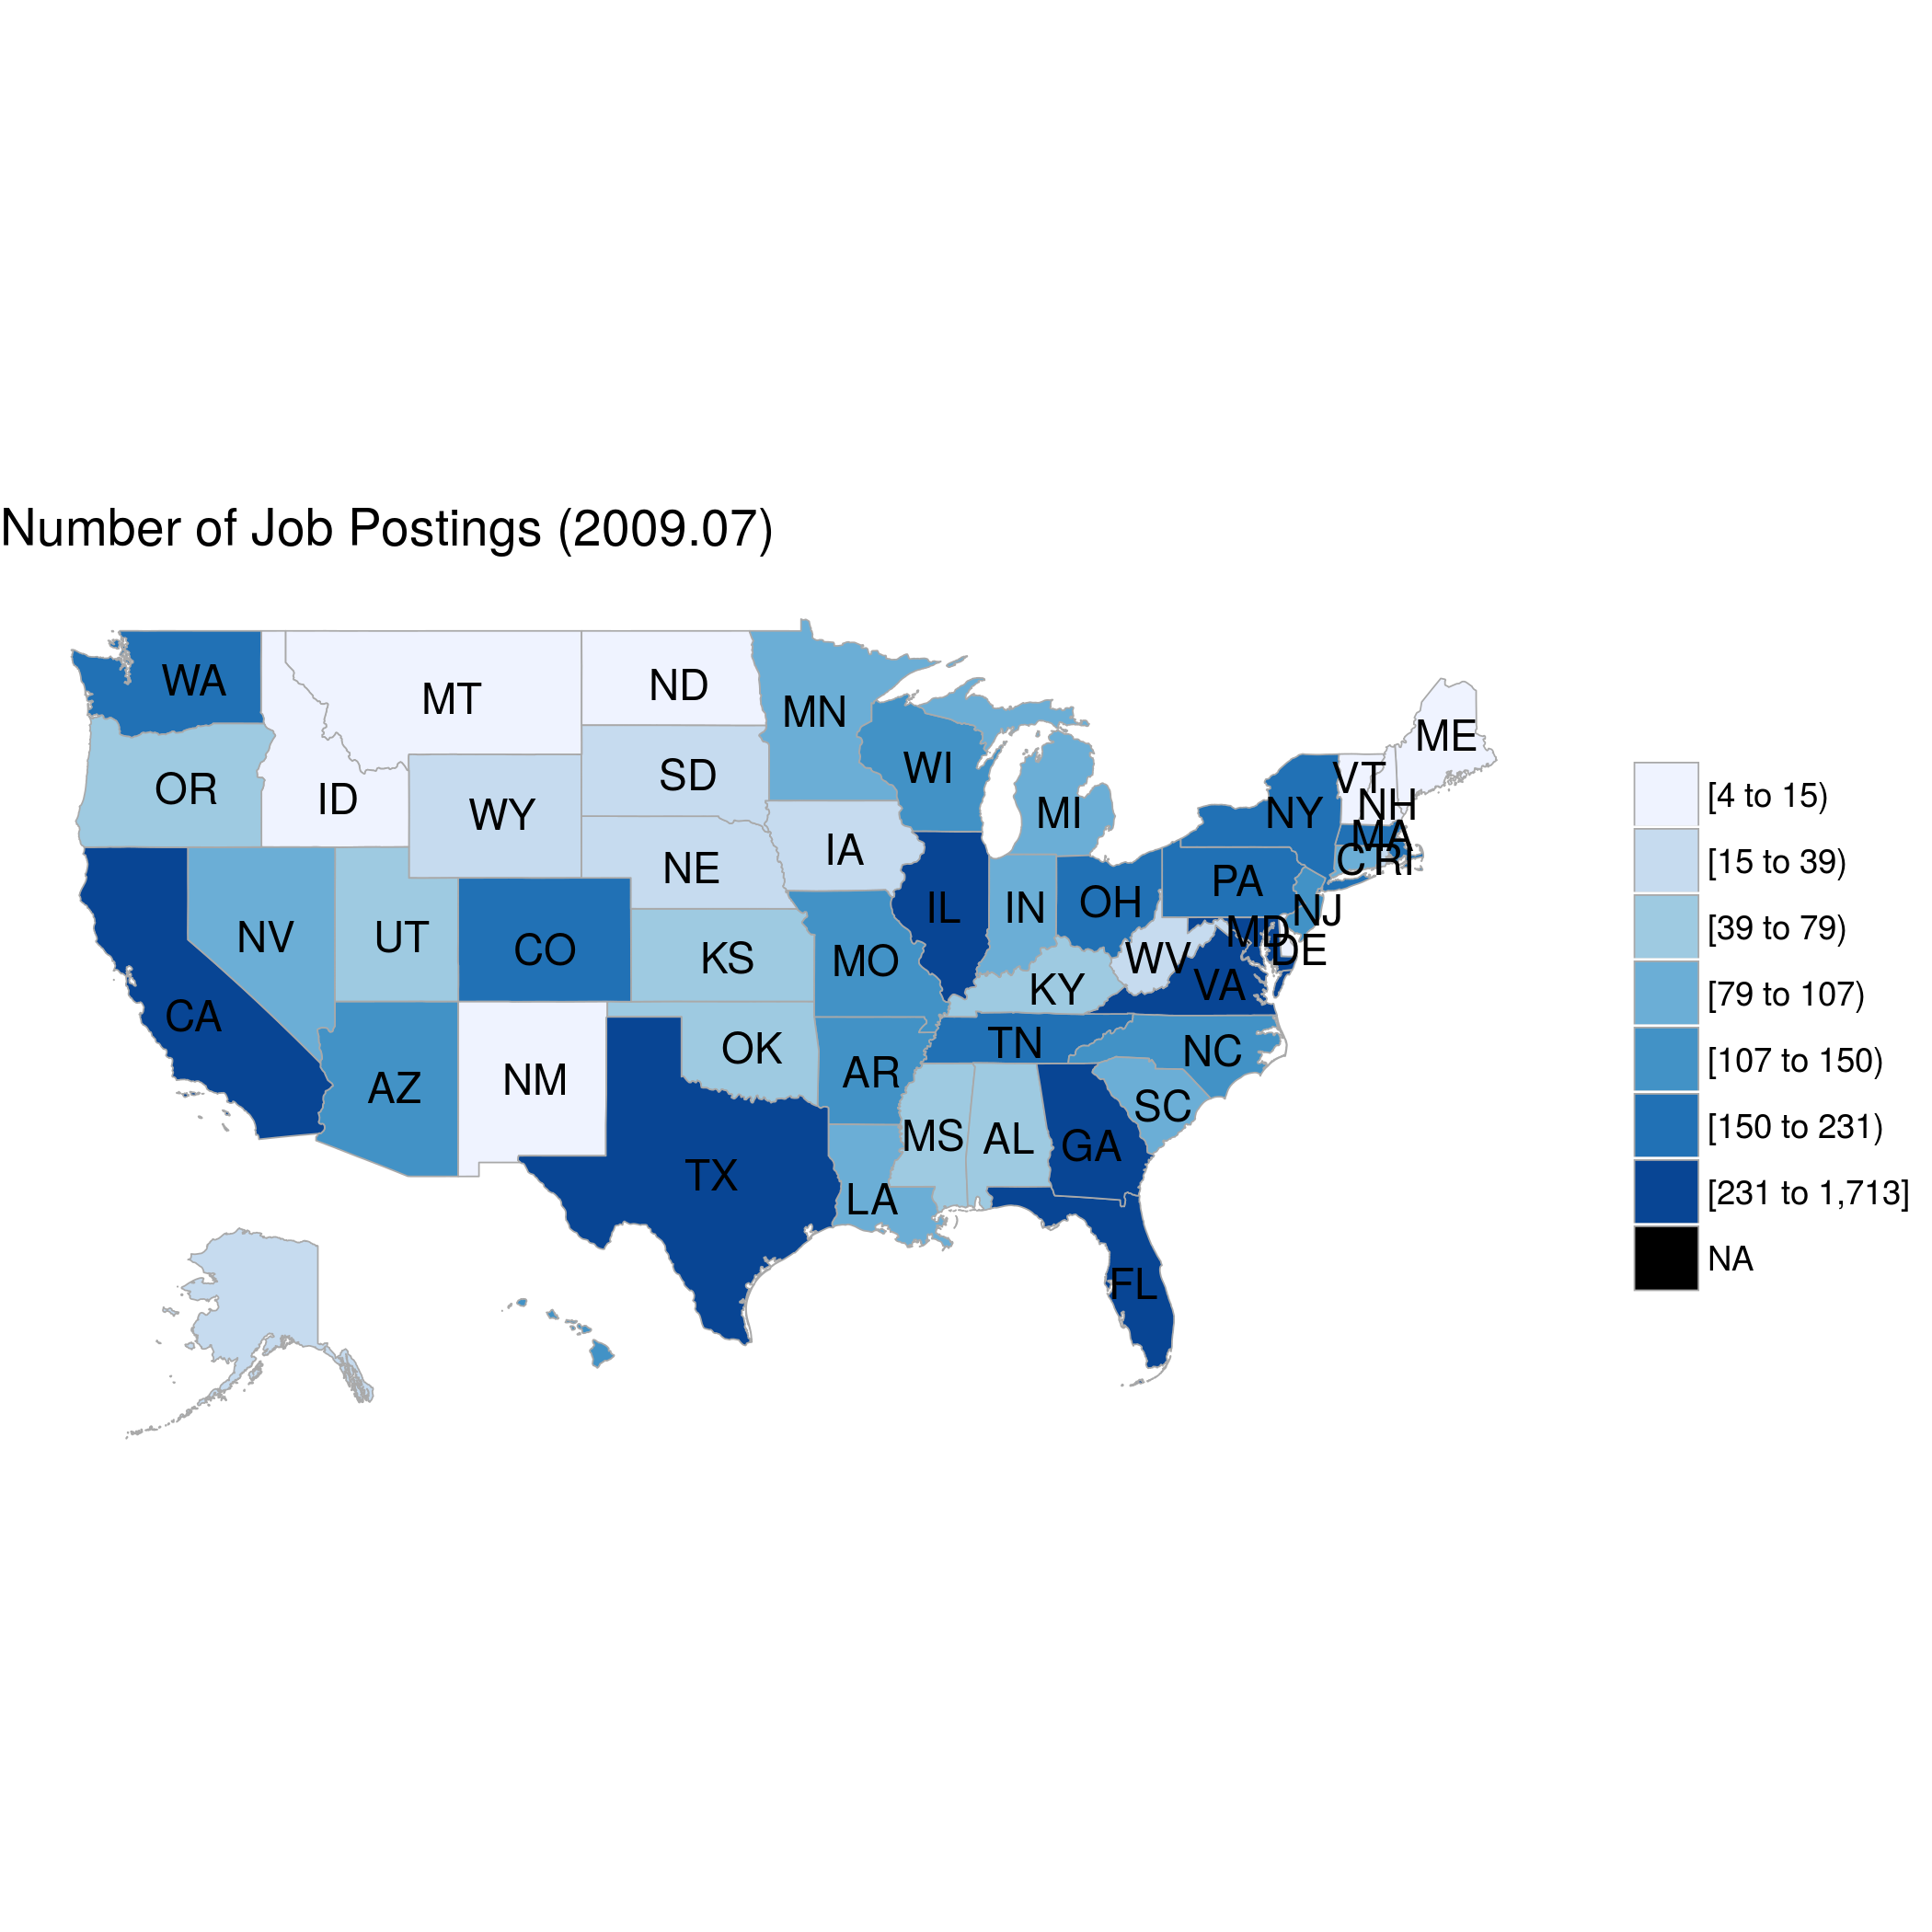 Number of Job Postings (2009.07)
WA
MT
ND
MN
ME
OR
ID
WY
SD
WI
MI
VT
NH
NY
MA
CT
RI
NE
IA
PA
NV
UT
CO
KS
MO
IL
IN
OH
NJ
MD
DE
WV
VA
KY
CA
AZ
NM
OK
AR
TN
NC
SC
MS
AL
GA
TX
LA
FL
[4 to 15)
[15 to 39)
[39 to 79)
[79 to 107)
[107 to 150)
[150 to 231)
[231 to 1,713]
NA